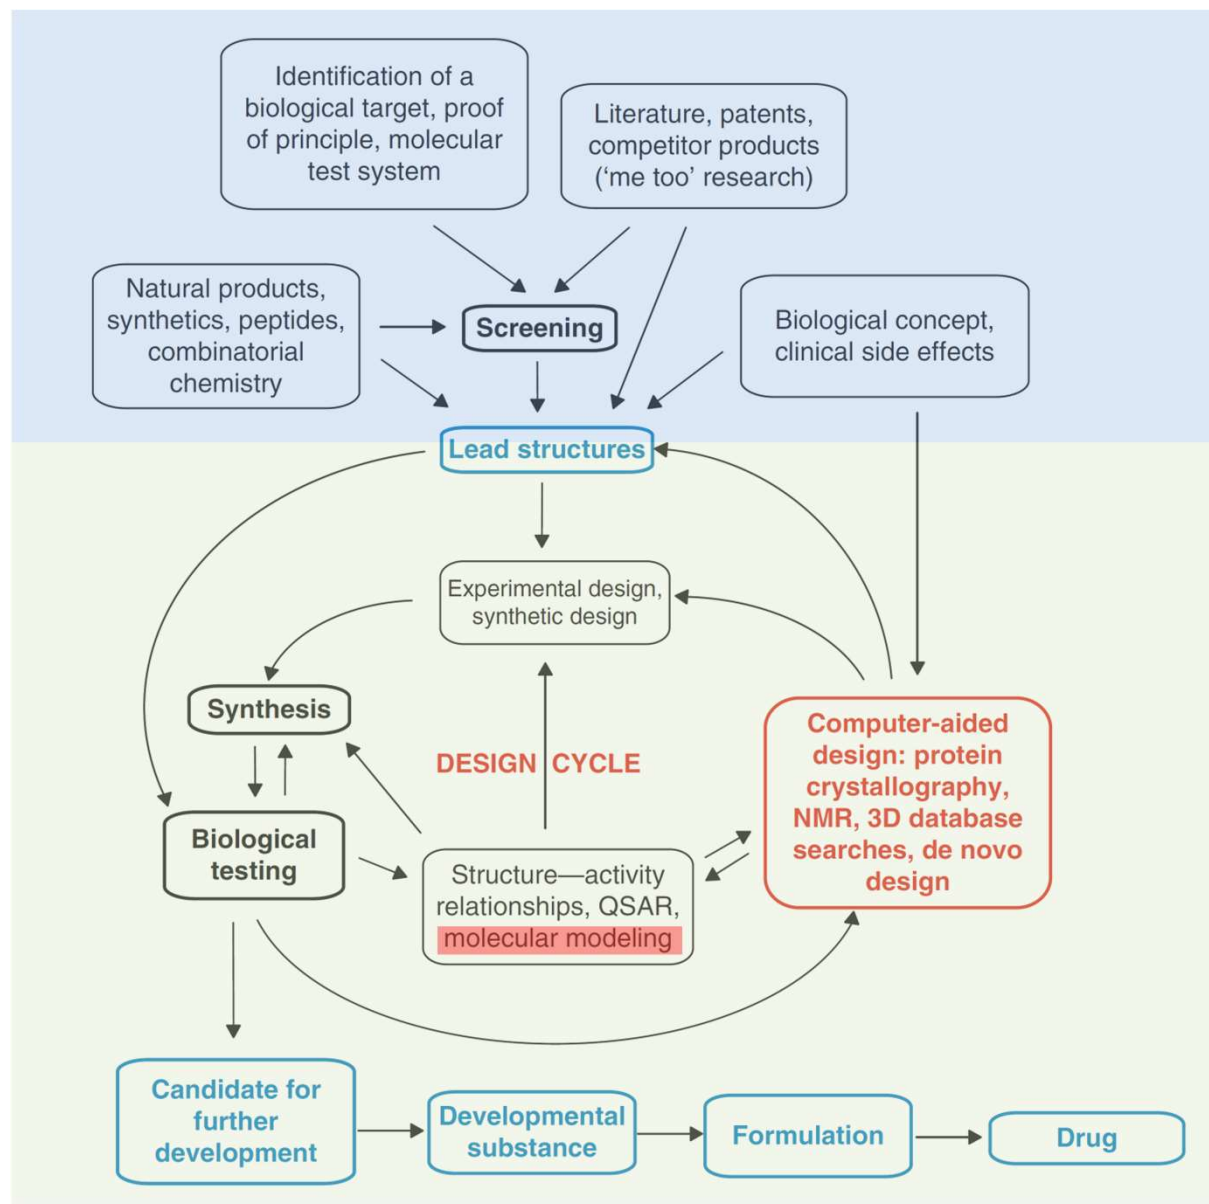 Identification of a
biological target, proof
of principle, molecular
test system
Literature, patents,
competitor products
(‘me too’ research)
Natural products,
synthetics, peptides,
combinatorial
chemistry
Screening
Biological concept,
clinical side effects
Lead structures
Experimental design,
synthetic design
Synthesis
DESIGN CYCLE
Computer-aided
design: protein
crystallography,
NMR, 3D database
searches, de novo
design
Biological
testing
Structure—activity
relationships, QSAR,
molecular modeling
Candidate for
further
development
Developmental
substance
Formulation
Drug